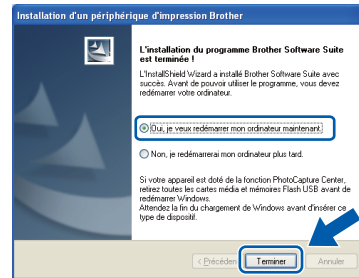 Installation d'un périphérique d'impression Brother
L'installation du programme Brother Software Suite
est terminée !
L'InstallShield Wizard a installé Brother Software Suite avec
succès. Avant de pouvoir utiliser le programme, vous devez
redémarrer votre ordinateur.
Oui, je veux redémarrer mon ordinateur maintenant.
Non, je redémarrerai mon ordinateur plus tard.
Si votre appareil est doté de la fonction PhotoCapture Center,
retirez toutes les cartes média et mémoires Flash USB avant de
redémarrer Windows.
Attendez la fin du chargement de Windows avant d'insérer ce
type de dispositif.
< Précéden
Terminer
Annuler